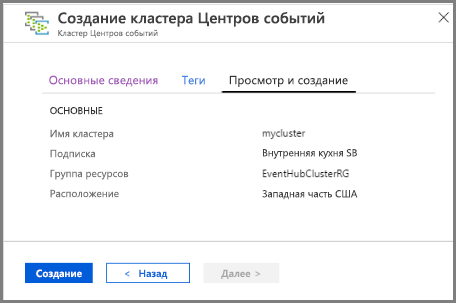 Создание кластера Центров событий
Кластер Центров событий
Основные сведения Теги Просмотр и создание
ОСНОВНЫЕ
Имя кластера mycluster
Подписка Внутренняя кухня SB
Группа ресурсов EventHubClusterRG
Расположение Западная часть США
Создание < Назад Далее >